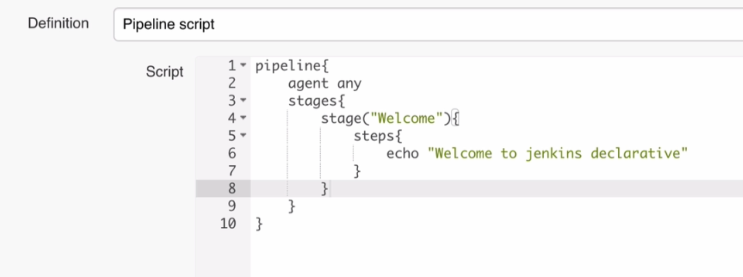 Definition Pipeline script
Script
1 pipeline{
2     agent any
3     stages{
4         stage("Welcome"){
5             steps{
6                 echo "Welcome to jenkins declarative"
7             }
8         }
9     }
10 }